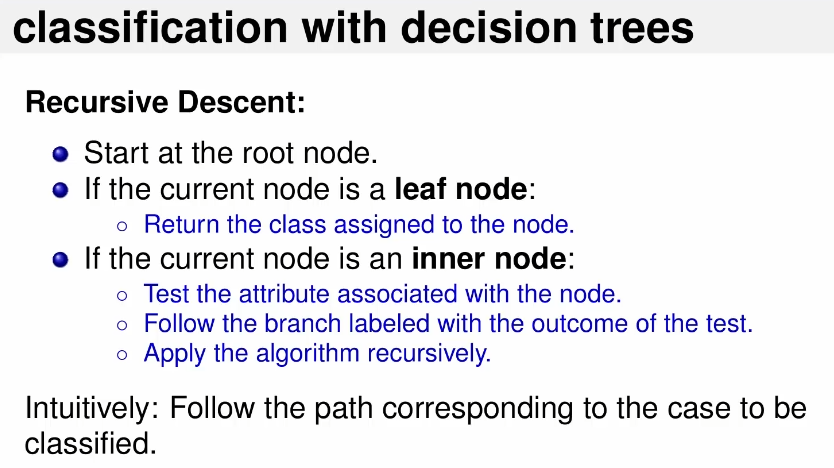 classification with decision trees
Recursive Descent:
Start at the root node.
If the current node is a leaf node:
Return the class assigned to the node.
If the current node is an inner node:
Test the attribute associated with the node.
Follow the branch labeled with the outcome of the test.
Apply the algorithm recursively.
Intuitively: Follow the path corresponding to the case to be
classified.